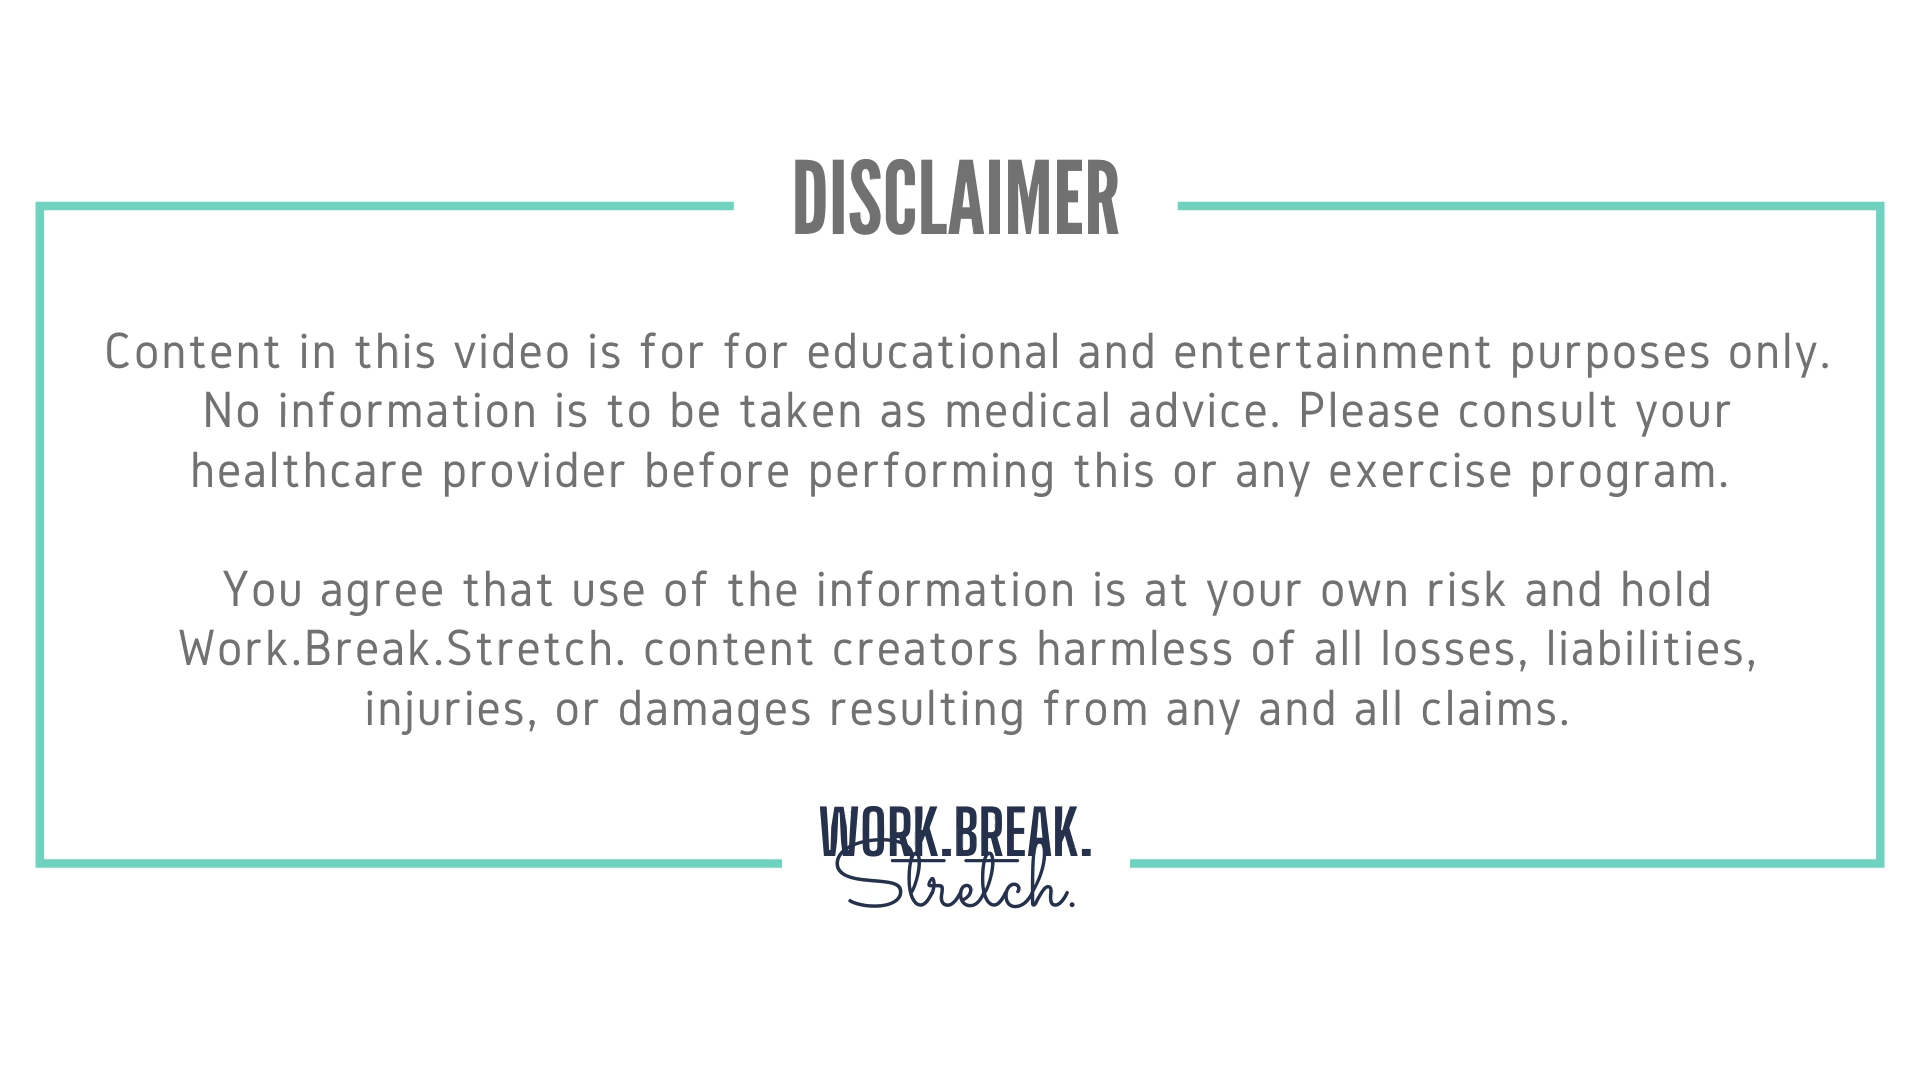 DISCLAIMER
Content in this video is for for educational and entertainment purposes only.
No information is to be taken as medical advice. Please consult your
healthcare provider before performing this or any exercise program.
You agree that use of the information is at your own risk and hold
Work.Break.Stretch. content creators harmless of all losses, liabilities,
injuries, or damages resulting from any and all claims.
WORK.BREAK.
Stretch.